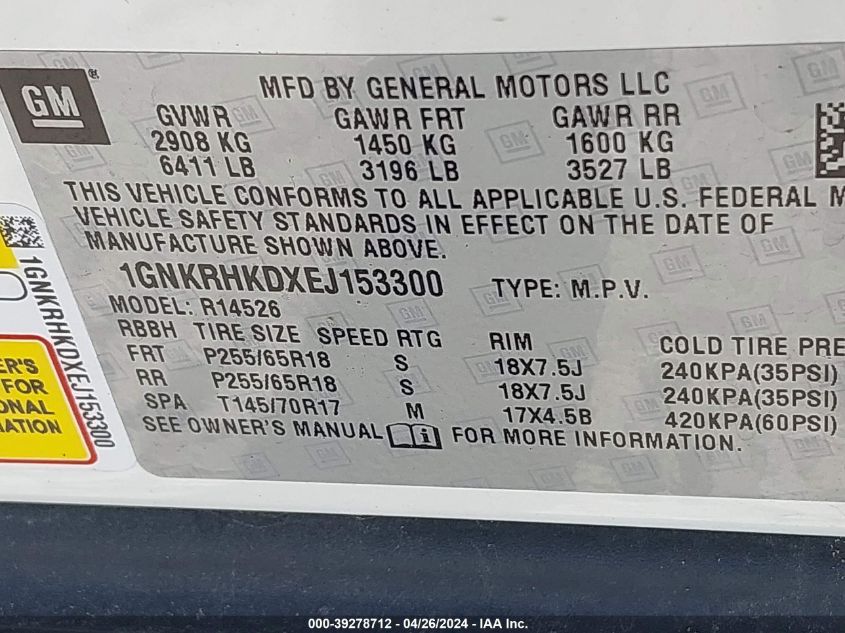 GM ®
MFD BY GENERAL MOTORS LLC
GVWR GAWR FRT GAWR RR
2908 KG 1450 KG 1600 KG
6411 LB 3196 LB 3527 LB
THIS VEHICLE CONFORMS TO ALL APPLICABLE U.S. FEDERAL M
VEHICLE SAFETY STANDARDS IN EFFECT ON THE DATE OF
MANUFACTURE SHOWN ABOVE.
1GNKRHKDXEJ153300 TYPE: M.P.V.
MODEL: R14526
RBBH TIRE SIZE SPEED RTG RIM COLD TIRE PRE
FRT P255/65R18 S 18X7.5J 240KPA(35PSI)
RR P255/65R18 S 18X7.5J 240KPA(35PSI)
SPA T145/70R17 M 17X4.5B 420KPA(60PSI)
SEE OWNER'S MANUAL FOR MORE INFORMATION.
1GNKRHKDXEJ153300
ER'S
FOR
ONAL
ATION
000-39278712 - 04/26/2024 - IAA Inc.